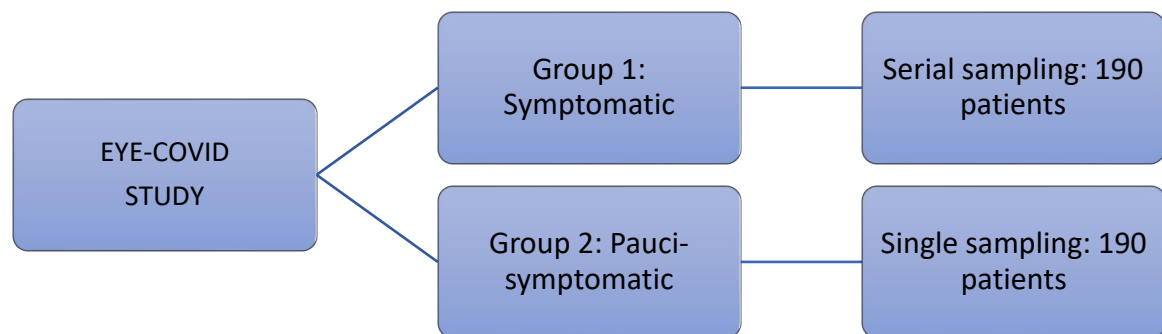 EYE-COVID
STUDY
Group 1:
Symptomatic
Serial sampling: 190
patients
Group 2: Pauci-
symptomatic
Single sampling: 190
patients